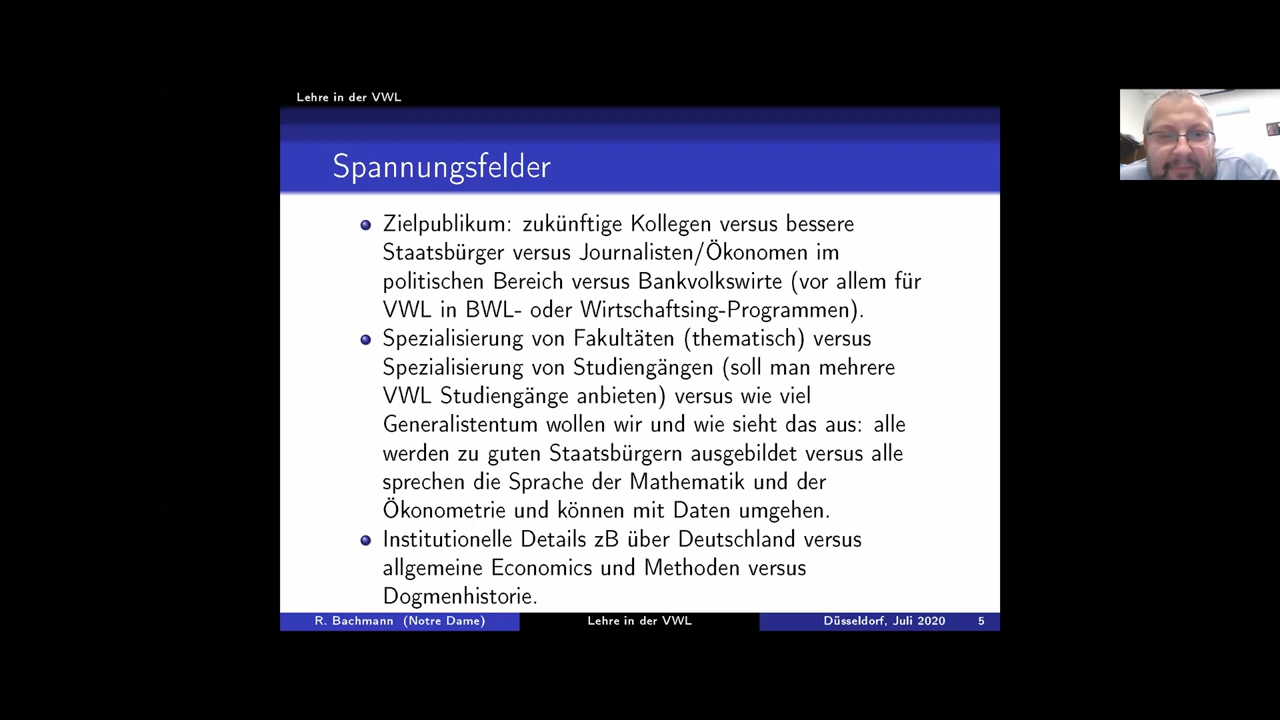 Lehre in der VWL
Spannungsfelder
Zielpublikum: zukünftige Kollegen versus bessere
Staatsbürger versus Journalisten/Ökonomen im
politischen Bereich versus Bankvolkswirte (vor allem für
VWL in BWL- oder Wirtschaftsing-Programmen).
Spezialisierung von Fakultäten (thematisch) versus
Spezialisierung von Studiengängen (soll man mehrere
VWL Studiengänge anbieten) versus wie viel
Generalistentum wollen wir und wie sieht das aus: alle
werden zu guten Staatsbürgern ausgebildet versus alle
sprechen die Sprache der Mathematik und der
Ökonometrie und können mit Daten umgehen.
Institutionelle Details zB über Deutschland versus
allgemeine Economics und Methoden versus
Dogmenhistorie.
R. Bachmann (Notre Dame) Lehre in der VWL Düsseldorf, Juli 2020 5